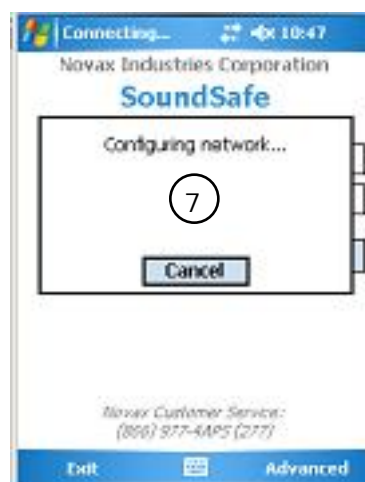 Connecting... 10:47
Novax Industries Corporation
SoundSafe
Configuring network...
7
Cancel
Novax Customer Service:
(866) 977-4APS (277)
Exit Advanced